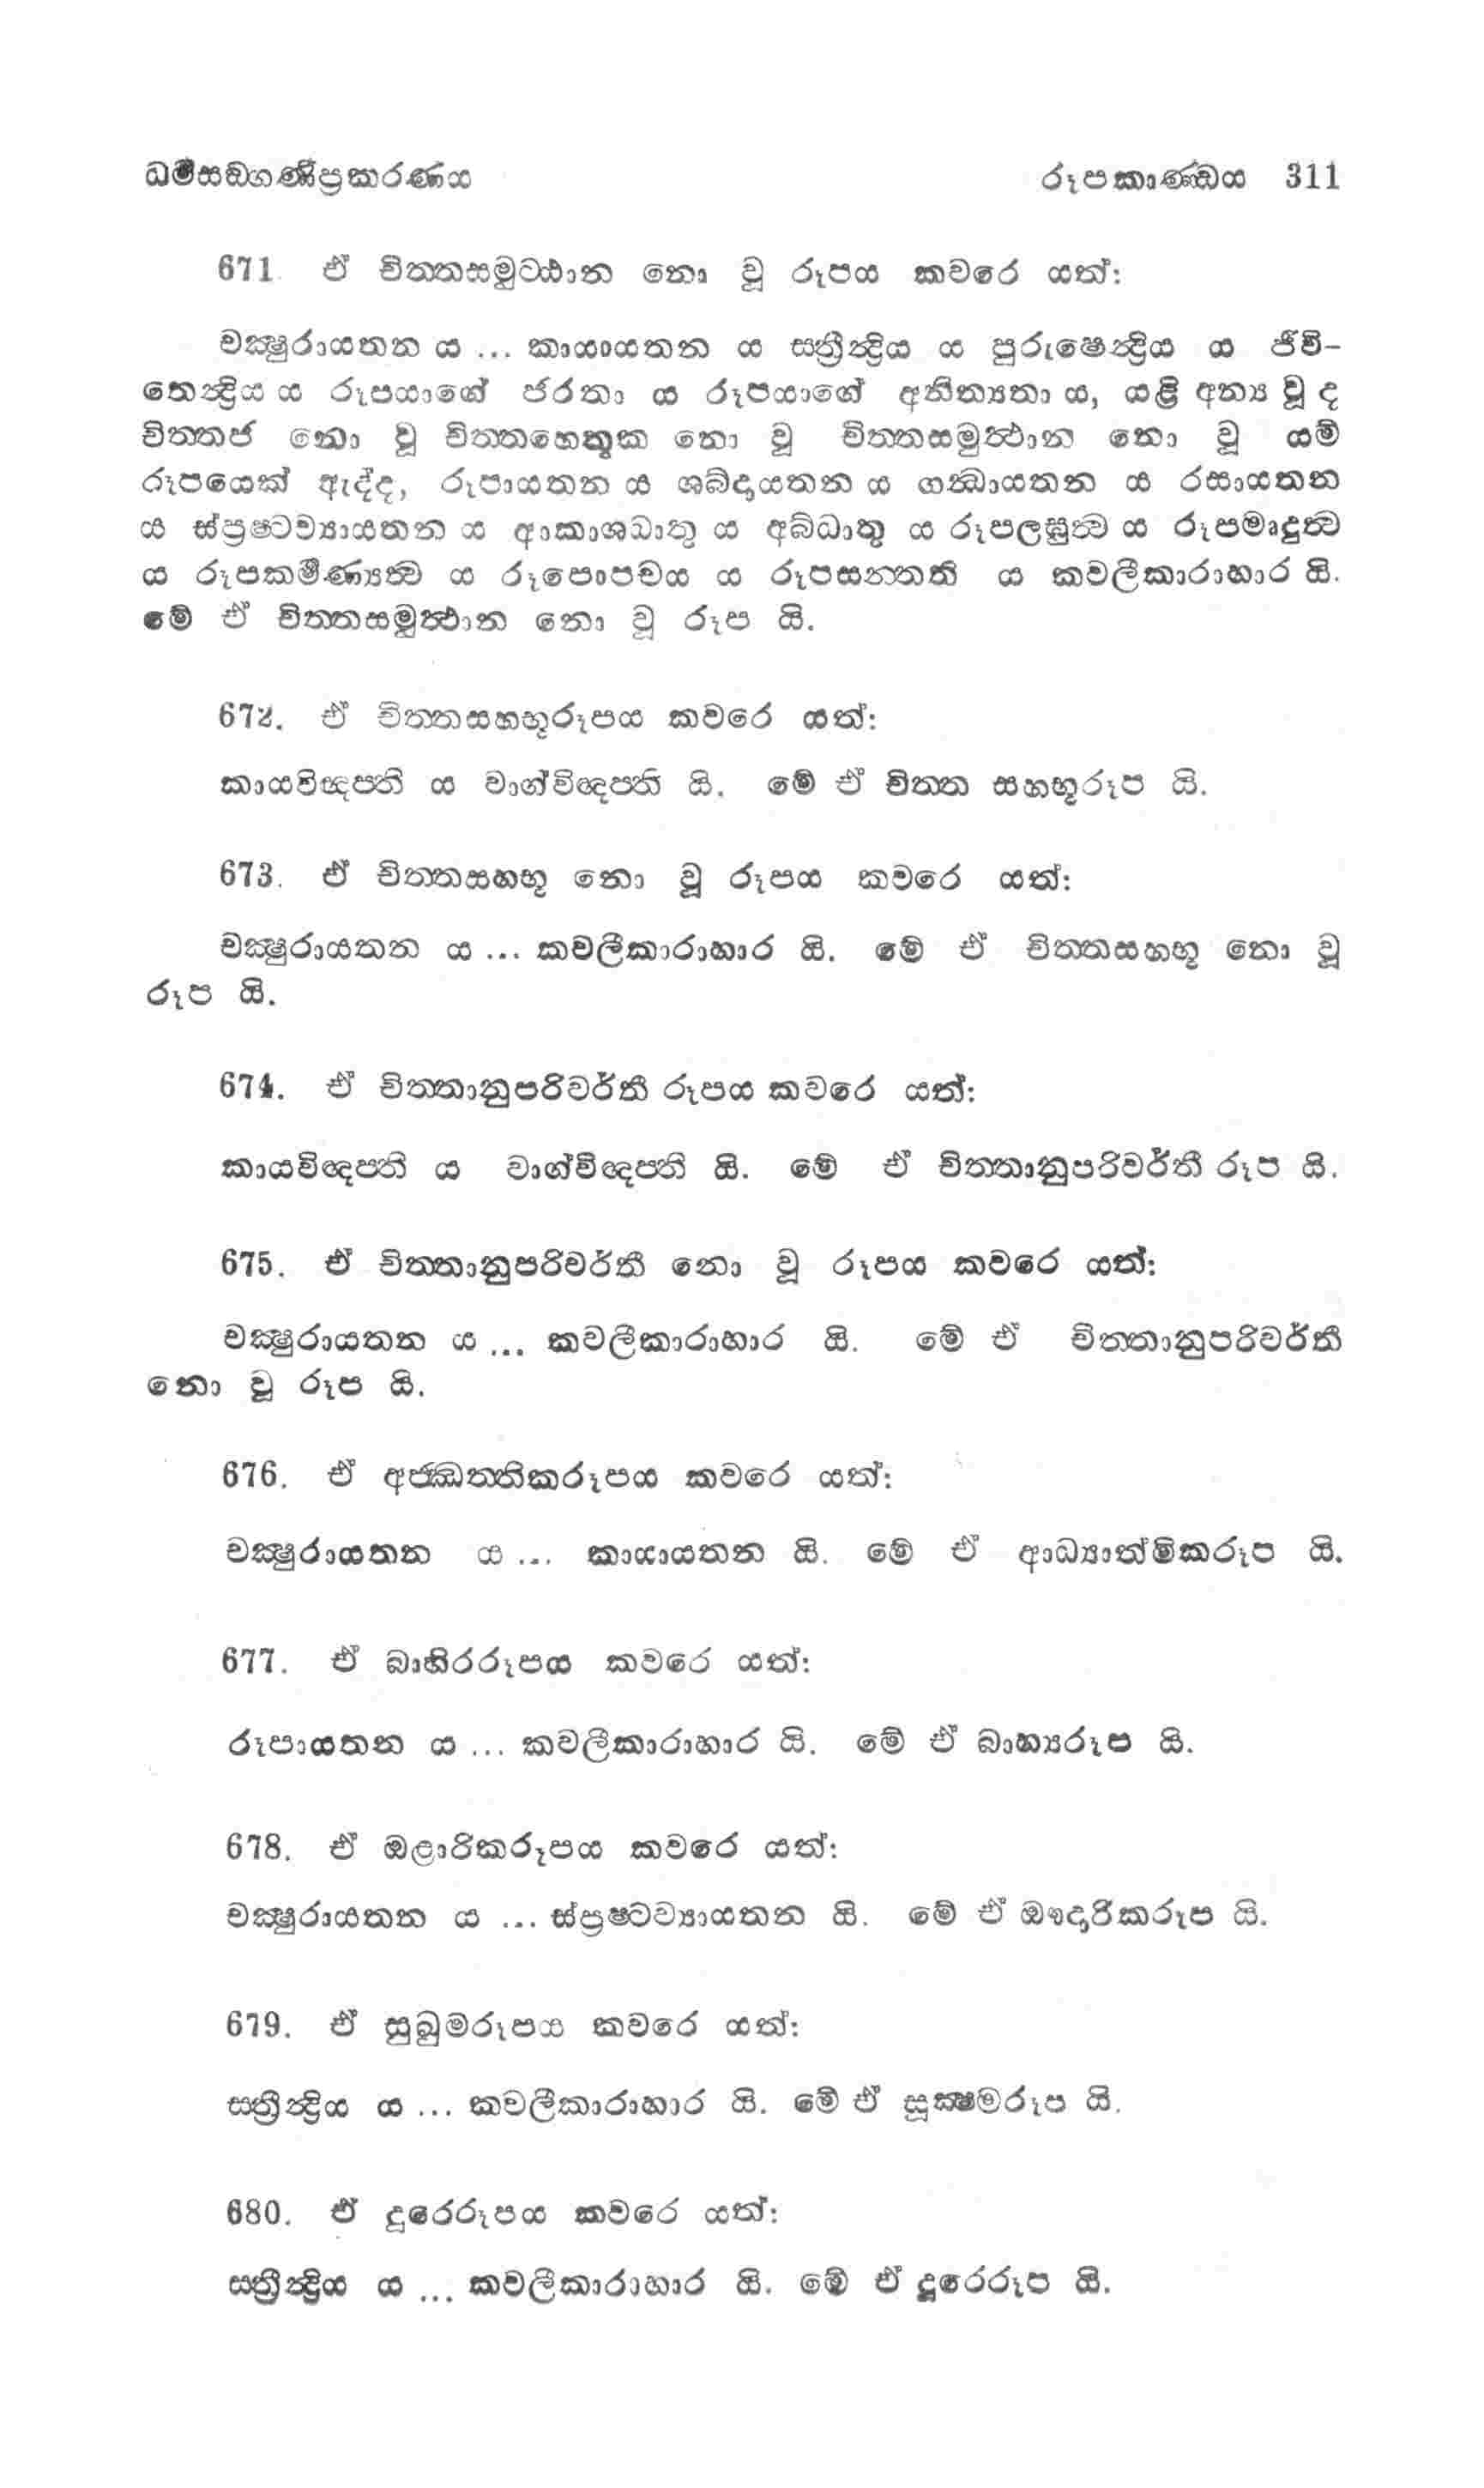 ධර්මසඞ්ගණීප්‍රකරණය රූපකාණ්ඩය 311
671. ඒ චිත්තසමුට්ඨාන නො වූ රූපය කවරෙ යත්:
චක්‍ෂුරායතන ය ... කායායතන ය ස්ත්‍රීන්‍ද්‍රිය ය පුරුෂෙන්‍ද්‍රිය ය ජීවි-
තෙන්‍ද්‍රිය ය රූපයාගේ ජරතා ය රූපයාගේ අනිත්‍යතා ය, යළි අන්‍ය වූ ද
චිත්තජ නො වූ චිත්තහෙතුක නො වූ චිත්තසමුත්‍ථාන නො වූ යම්
රූපයෙක් ඇද්ද, රූපායතන ය ශබ්දායතන ය ගන්‍ධායතන ය රසායතන
ය ස්ප්‍රෂ්ටව්‍යායතන ය ආකාශධාතු ය අබ්ධාතු ය රූපලඝුත්‍ව ය රූපමෘදුත්‍ව
ය රූපකර්මණ්‍යත්‍ව ය රූපොපචය ය රූපසන්තති ය කවලීකාරාහාර යි.
මේ ඒ චිත්තසමුත්‍ථාන නො වූ රූප යි.
672. ඒ චිත්තසහභූරූපය කවරෙ යත්:
කායවිඥප්ති ය වාග්විඥප්ති යි. මේ ඒ චිත්ත සහභූරූප යි.
673. ඒ චිත්තසහභූ නො වූ රූපය කවරෙ යත්:
චක්‍ෂුරායතන ය ... කවලීකාරාහාර යි. මේ ඒ චිත්තසහභූ නො වූ
රූප යි.
674. ඒ චිත්තානුපරිවර්තී රූපය කවරෙ යත්:
කායවිඥප්ති ය වාග්විඥප්ති යි. මේ ඒ චිත්තානුපරිවර්තී රූප යි.
675. ඒ චිත්තානුපරිවර්තී නො වූ රූපය කවරෙ යත්:
චක්‍ෂුරායතන ය ... කවලීකාරාහාර යි. මේ ඒ චිත්තානුපරිවර්තී
නො වූ රූප යි.
676. ඒ අජ්ඣත්තිකරූපය කවරෙ යත්:
චක්‍ෂුරායතන ය ... කායායතන යි. මේ ඒ ආධ්‍යාත්මිකරූප යි.
677. ඒ බාහිරරූපය කවරෙ යත්:
රූපායතන ය ... කවලීකාරාහාර යි. මේ ඒ බාහ්‍යරූප යි.
678. ඒ ඔළාරිකරූපය කවරෙ යත්:
චක්‍ෂුරායතන ය ... ස්ප්‍රෂ්ටව්‍යායතන යි. මේ ඒ ඖදාරිකරූප යි.
679. ඒ සුඛුමරූපය කවරෙ යත්:
ස්ත්‍රීන්‍ද්‍රිය ය ... කවලීකාරාහාර යි. මේ ඒ සූක්‍ෂ්මරූප යි.
680. ඒ දූරෙරූපය කවරෙ යත්:
ස්ත්‍රීන්‍ද්‍රිය ය ... කවලීකාරාහාර යි. මේ ඒ දූරෙරූප යි.